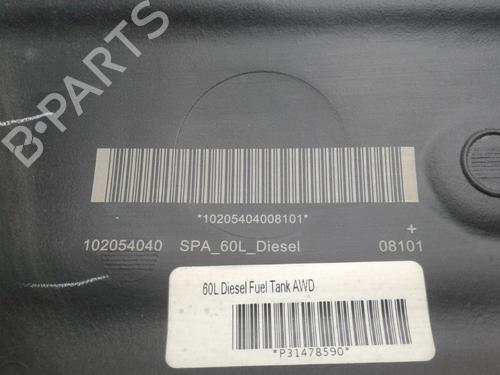 B-PARTS
*10205404008101*
102054040 SPA_60L_Diesel + 08101
60L Diesel Fuel Tank AWD
*P31478590*